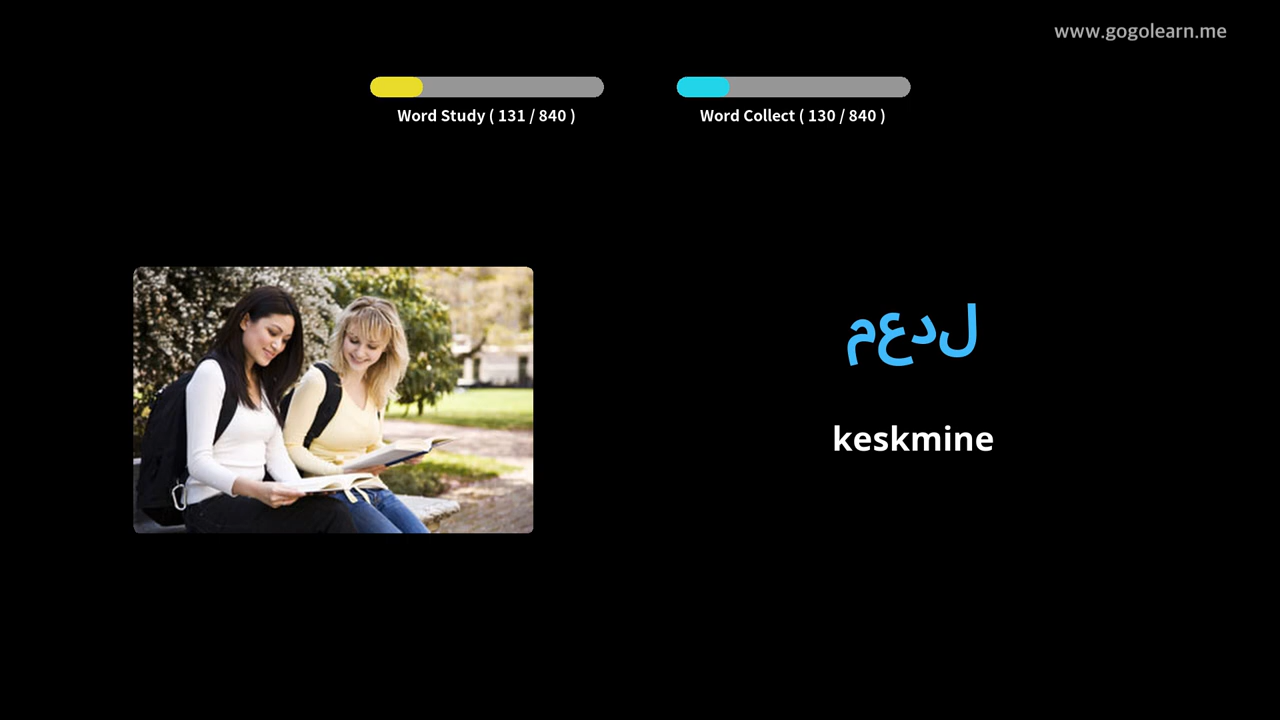 www.gogolearn.me
Word Study ( 131 / 840 )
Word Collect ( 130 / 840 )
معدل
keskmine